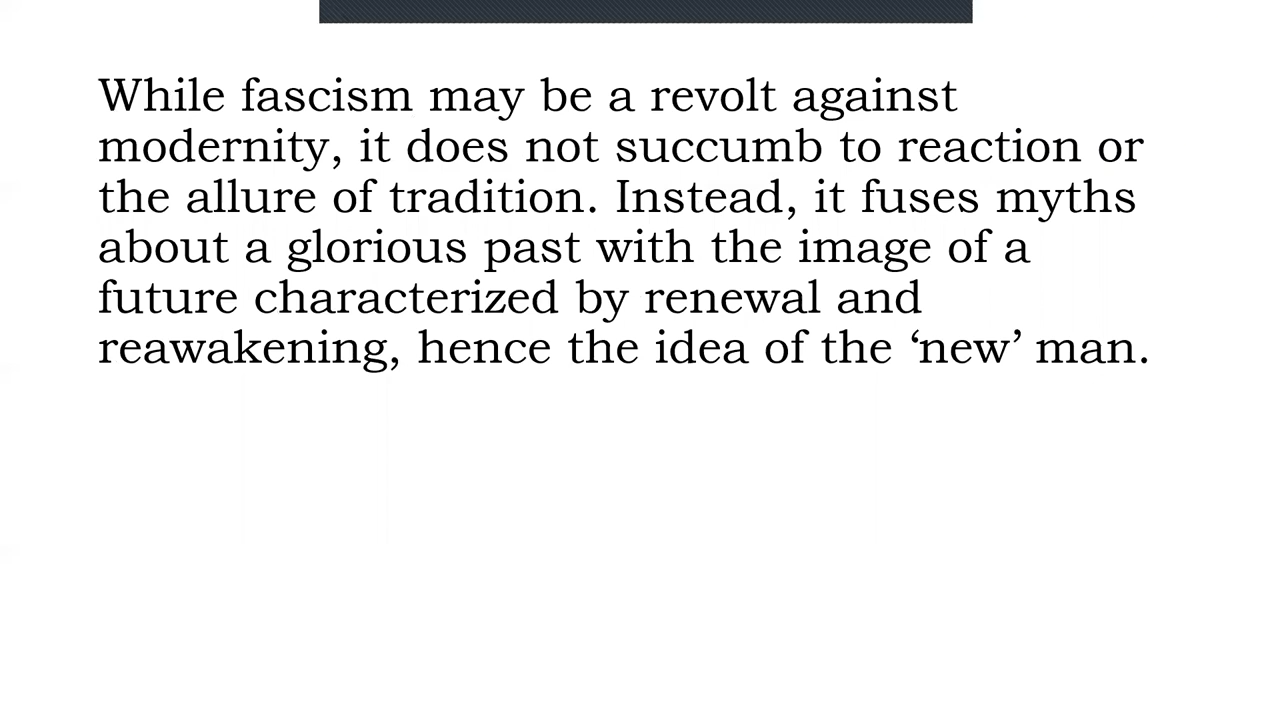 While fascism may be a revolt against
modernity, it does not succumb to reaction or
the allure of tradition. Instead, it fuses myths
about a glorious past with the image of a
future characterized by renewal and
reawakening, hence the idea of the ‘new’ man.